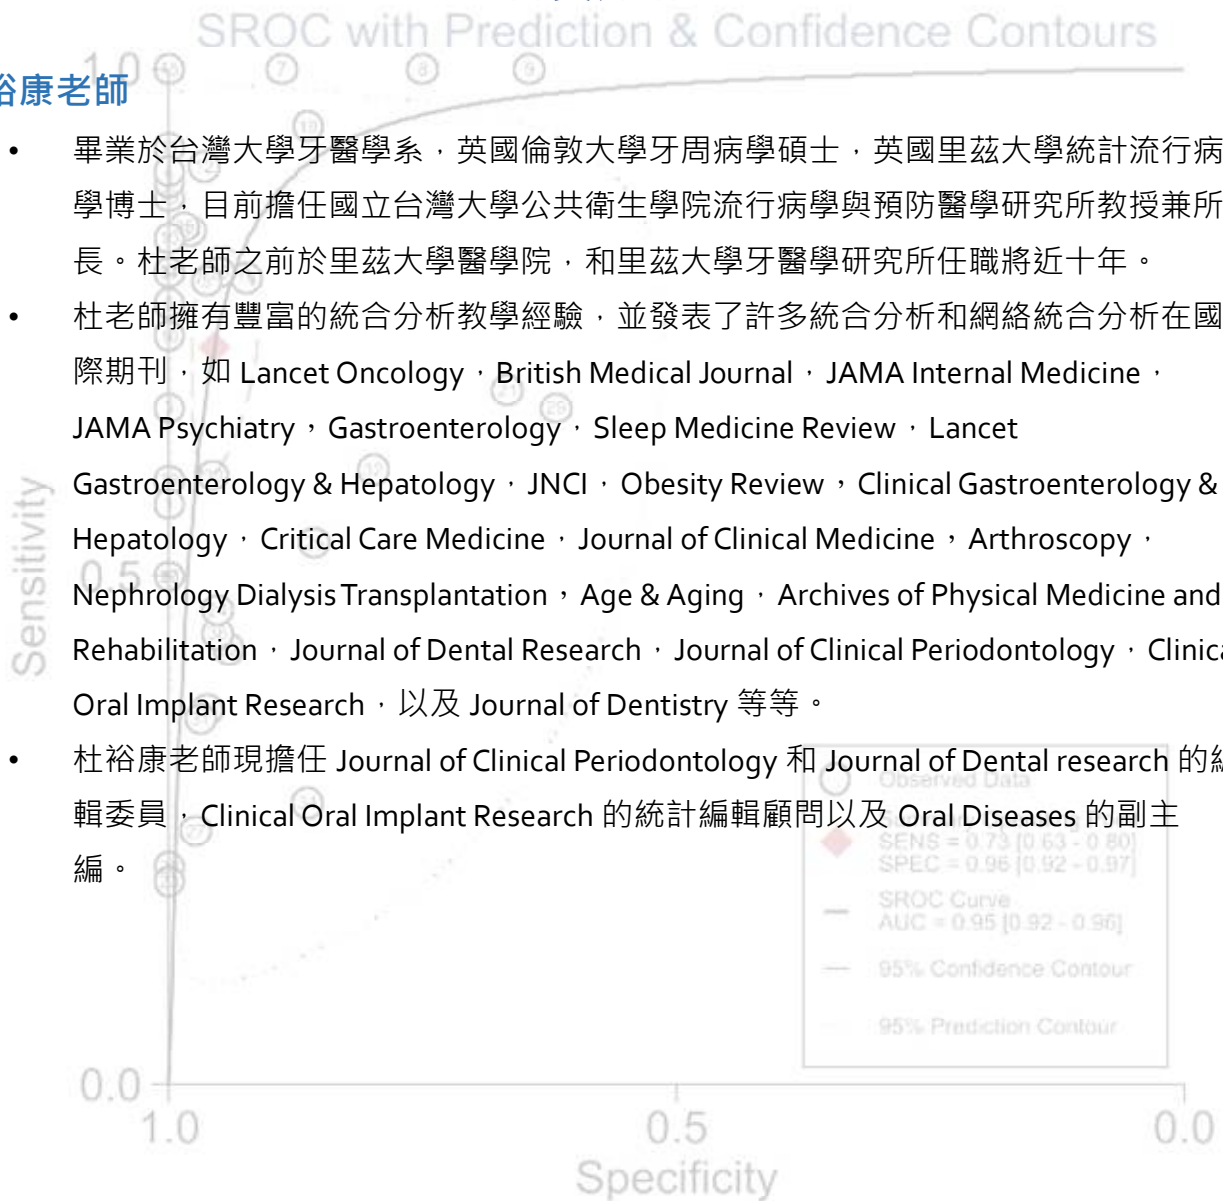 SROC with Prediction & Confidence Contours
1.0
裕康老師
• 畢業於台灣大學牙醫學系，英國倫敦大學牙周病學碩士，英國里茲大學統計流行病
學博士，目前擔任國立台灣大學公共衛生學院流行病學與預防醫學研究所教授兼所
長。杜老師之前於里茲大學醫學院，和里茲大學牙醫學研究所任職將近十年。
• 杜老師擁有豐富的統合分析教學經驗，並發表了許多統合分析和網絡統合分析在國
際期刊，如 Lancet Oncology，British Medical Journal，JAMA Internal Medicine，
JAMA Psychiatry，Gastroenterology，Sleep Medicine Review，Lancet
Gastroenterology & Hepatology，JNCI，Obesity Review，Clinical Gastroenterology &
Hepatology，Critical Care Medicine，Journal of Clinical Medicine，Arthroscopy，
Nephrology Dialysis Transplantation，Age & Aging，Archives of Physical Medicine and
Rehabilitation，Journal of Dental Research，Journal of Clinical Periodontology，Clinica
Oral Implant Research，以及 Journal of Dentistry 等等。
• 杜裕康老師現擔任 Journal of Clinical Periodontology 和 Journal of Dental research 的編
輯委員，Clinical Oral Implant Research 的統計編輯顧問以及 Oral Diseases 的副主
編。
Sensitivity
0.5
Observed Data
SENS = 0.73 [0.63 - 0.80]
SPEC = 0.96 [0.92 - 0.97]
SROC Curve
AUC = 0.95 [0.92 - 0.96]
95% Confidence Contour
95% Prediction Contour
0.0
1.0 0.5 0.0
Specificity